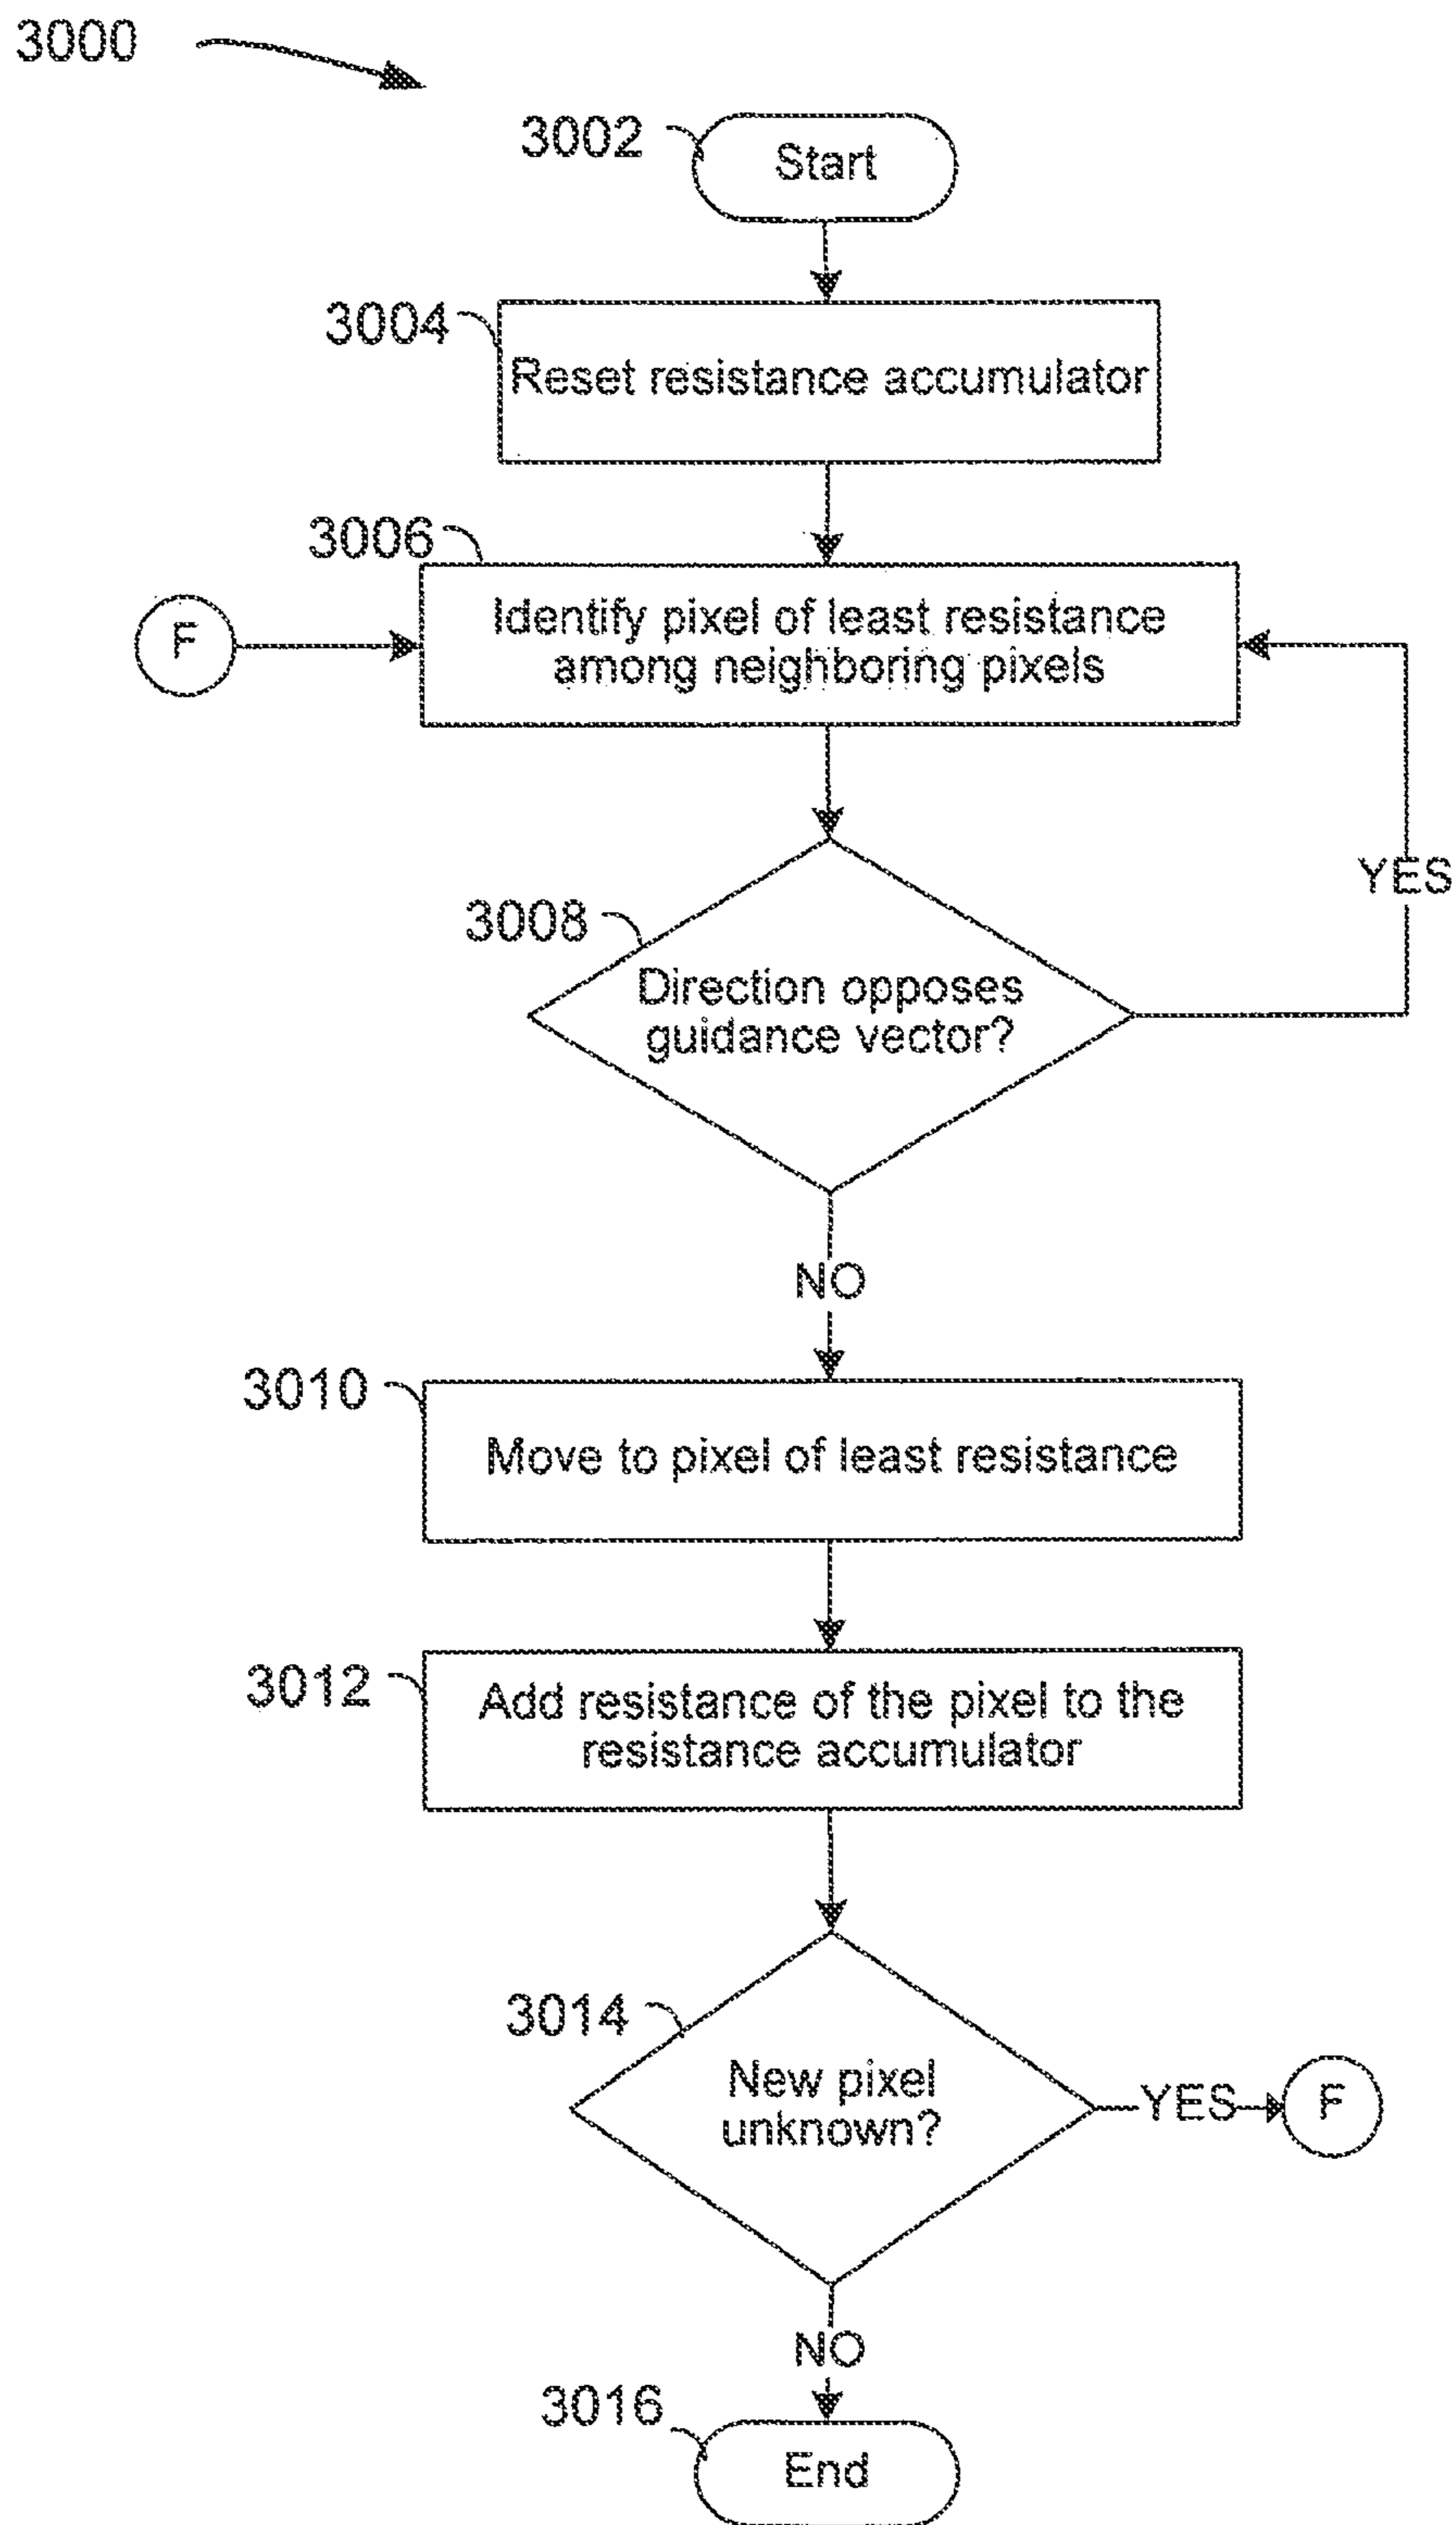 3000
3002
Start
3004
Reset resistance accumulator
3006
F
Identify pixel of least resistance
among neighboring pixels
YES
3008
Direction opposes
guidance vector?
NO
3010
Move to pixel of least resistance
3012
Add resistance of the pixel to the
resistance accumulator
3014
New pixel
unknown?
YES
F
NO
3016
End